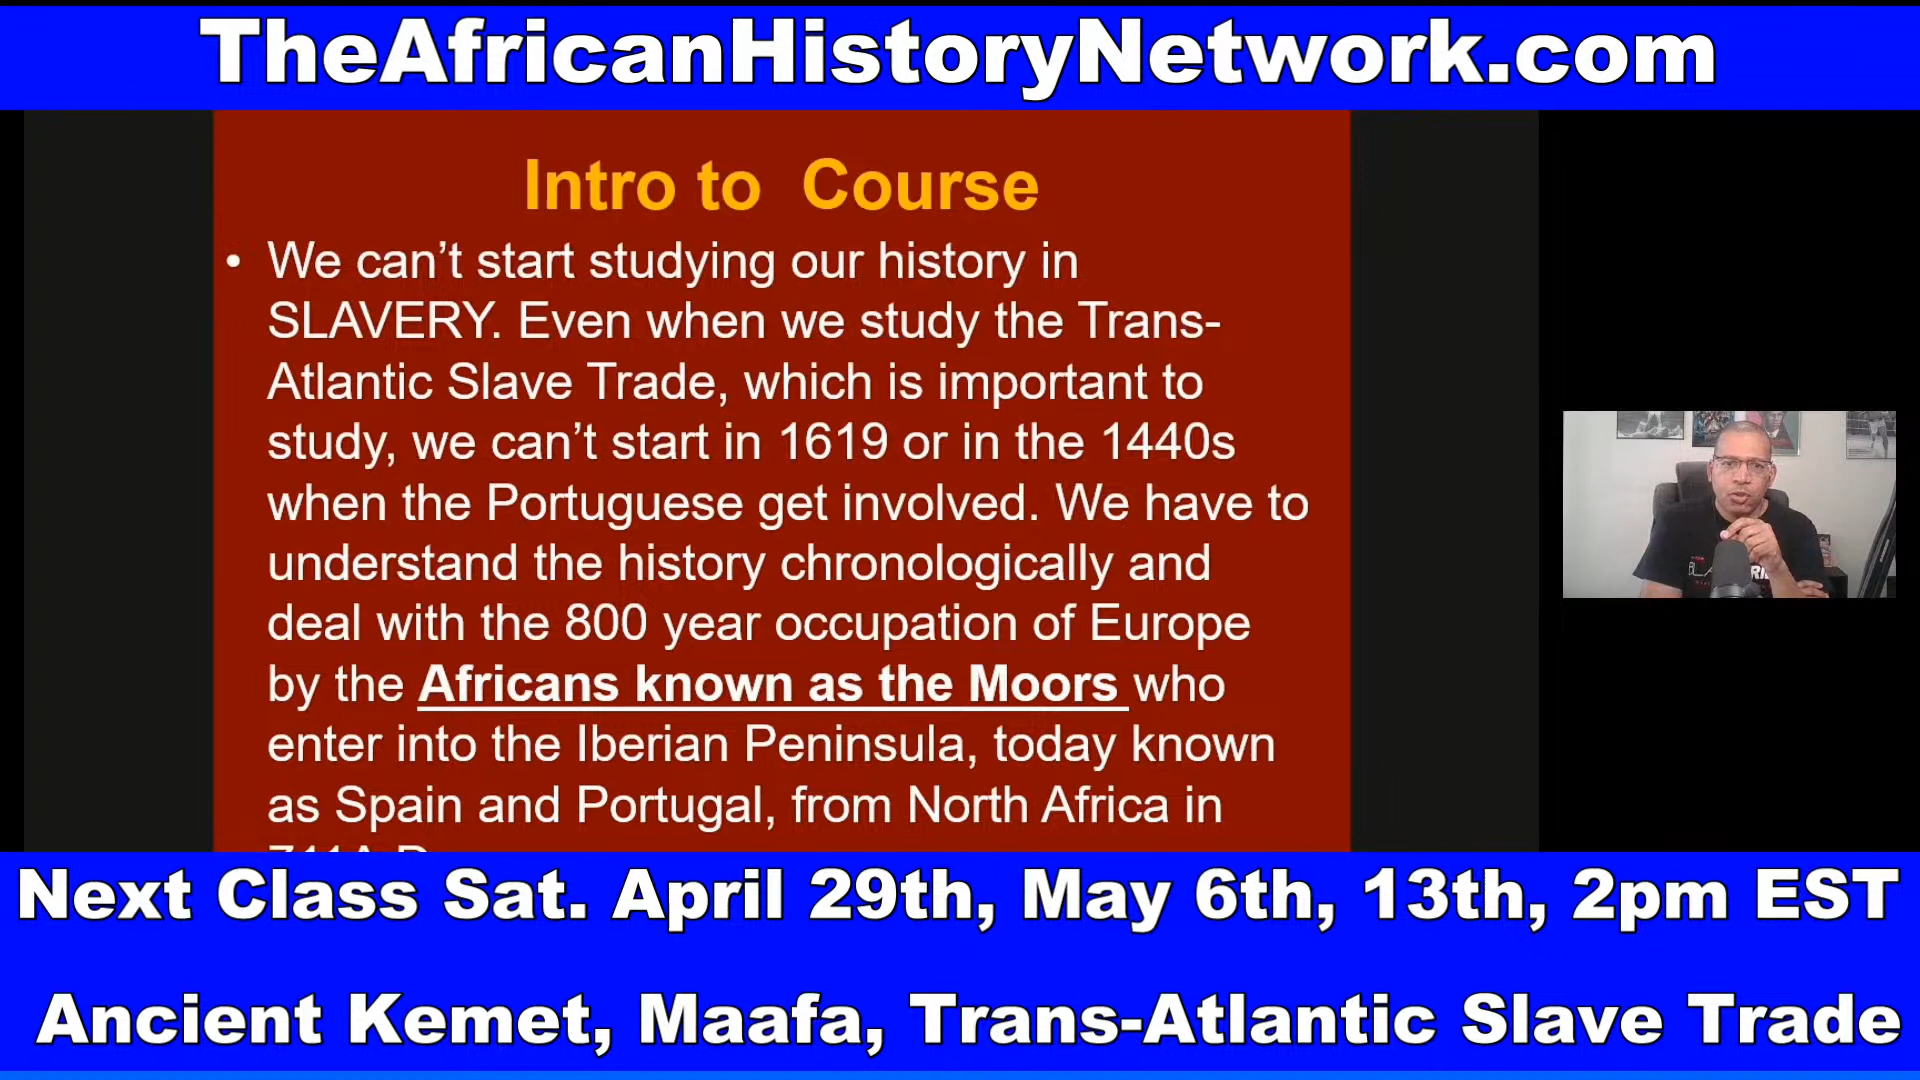 TheAfricanHistoryNetwork.com
Intro to Course
• We can’t start studying our history in
SLAVERY. Even when we study the Trans-
Atlantic Slave Trade, which is important to
study, we can’t start in 1619 or in the 1440s
when the Portuguese get involved. We have to
understand the history chronologically and
deal with the 800 year occupation of Europe
by the Africans known as the Moors who
enter into the Iberian Peninsula, today known
as Spain and Portugal, from North Africa in
Next Class Sat. April 29th, May 6th, 13th, 2pm EST
Ancient Kemet, Maafa, Trans-Atlantic Slave Trade